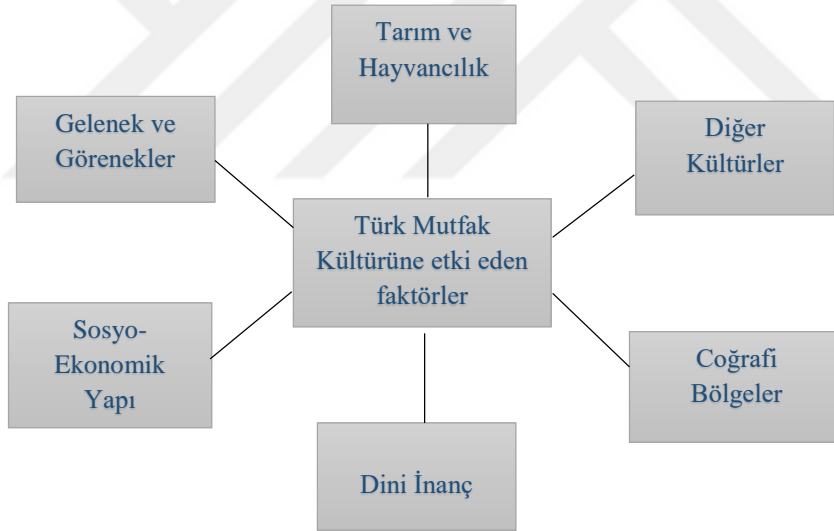 Tarım ve
Hayvancılık
Gelenek ve
Görenekler
Diğer
Kültürler
Türk Mutfak
Kültürüne etki eden
faktörler
Sosyo-
Ekonomik
Yapı
Coğrafi
Bölgeler
Dini İnanç